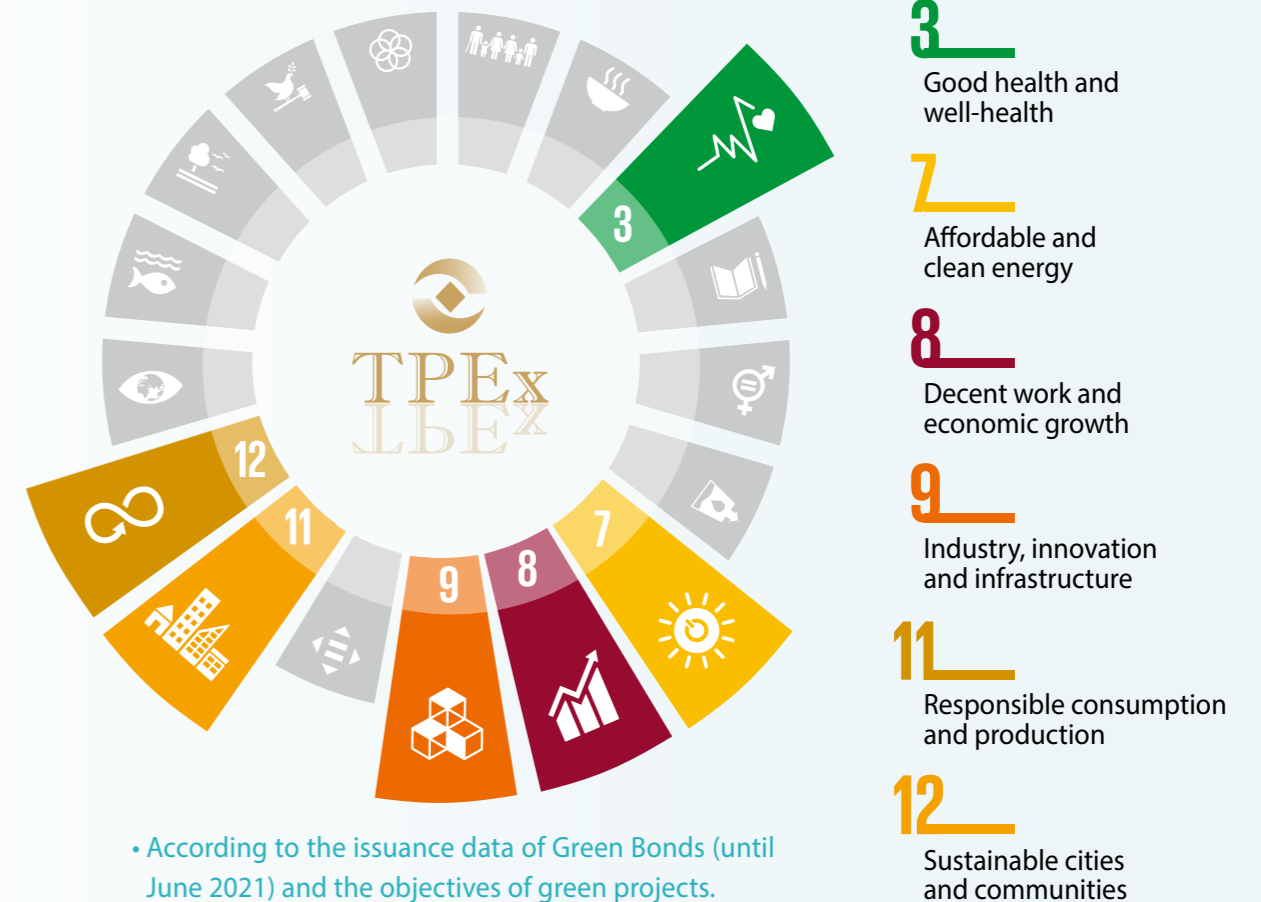 3
7
8
9
11
12
TPEx
3
Good health and
well-health
7
Affordable and
clean energy
8
Decent work and
economic growth
9
Industry, innovation
and infrastructure
11
Responsible consumption
and production
12
Sustainable cities
and communities
• According to the issuance data of Green Bonds (until
June 2021) and the objectives of green projects.